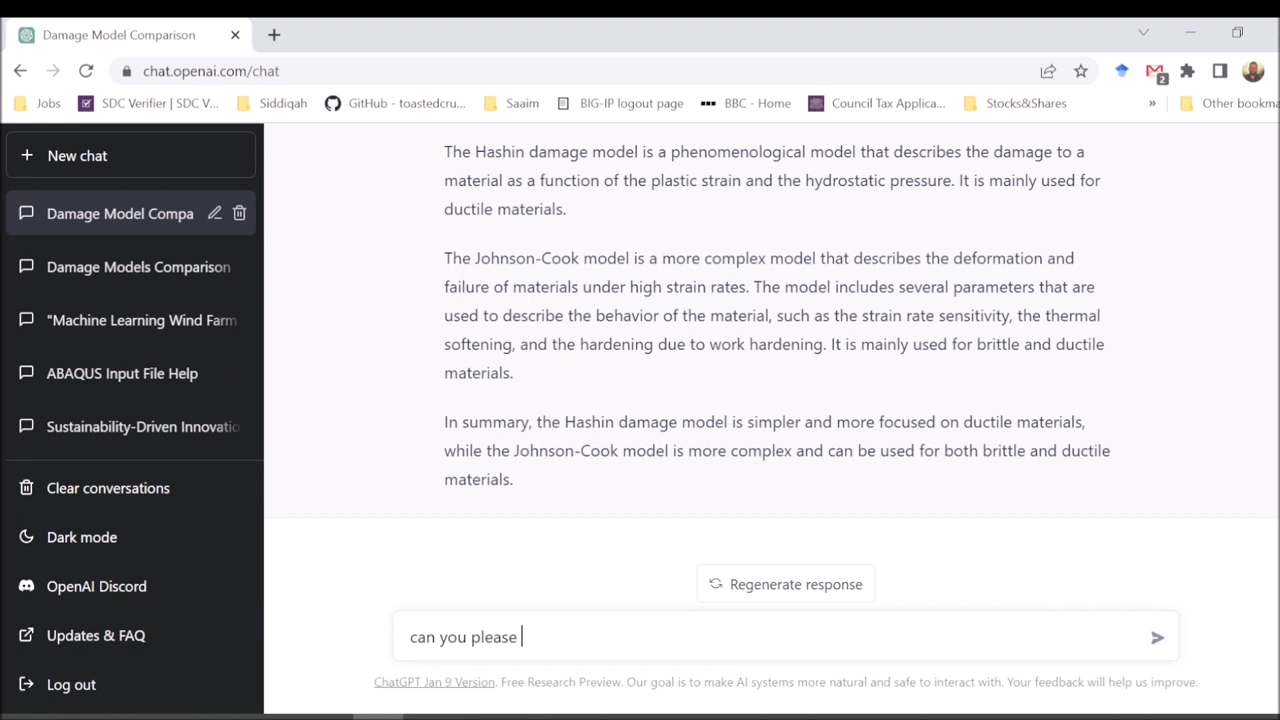 Damage Model Comparison
chat.openai.com/chat
2
Jobs
SDC Verifier | SDC V...
Siddiqah
GitHub - toastedcru...
Saaim
BIG-IP logout page
BBC - Home
Council Tax Applica...
Stocks&Shares
»
Other bookma
New chat
Damage Model Compa
Damage Models Comparison
"Machine Learning Wind Farm
ABAQUS Input File Help
Sustainability-Driven Innovatio
Clear conversations
Dark mode
OpenAI Discord
Updates & FAQ
Log out
The Hashin damage model is a phenomenological model that describes the damage to a
material as a function of the plastic strain and the hydrostatic pressure. It is mainly used for
ductile materials.
The Johnson-Cook model is a more complex model that describes the deformation and
failure of materials under high strain rates. The model includes several parameters that are
used to describe the behavior of the material, such as the strain rate sensitivity, the thermal
softening, and the hardening due to work hardening. It is mainly used for brittle and ductile
materials.
In summary, the Hashin damage model is simpler and more focused on ductile materials,
while the Johnson-Cook model is more complex and can be used for both brittle and ductile
materials.
Regenerate response
can you please
ChatGPT Jan 9 Version. Free Research Preview. Our goal is to make AI systems more natural and safe to interact with. Your feedback will help us improve.